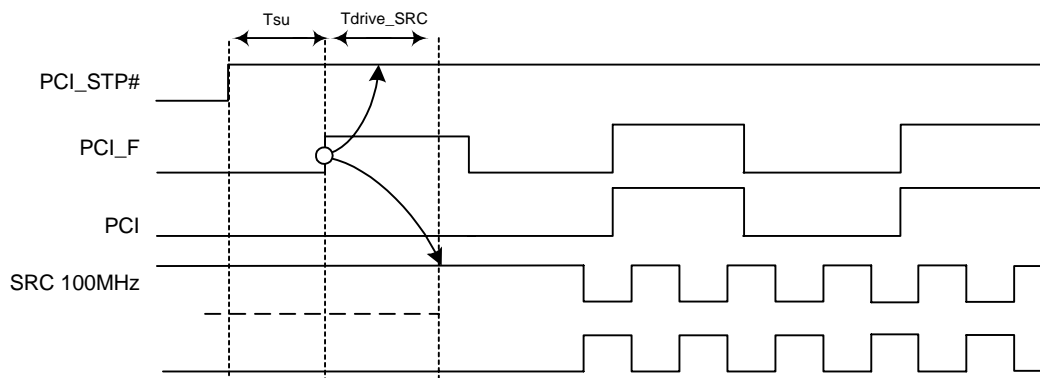 Tsu Tdrive_SRC
PCI_STP#
PCI_F
PCI
SRC 100MHz